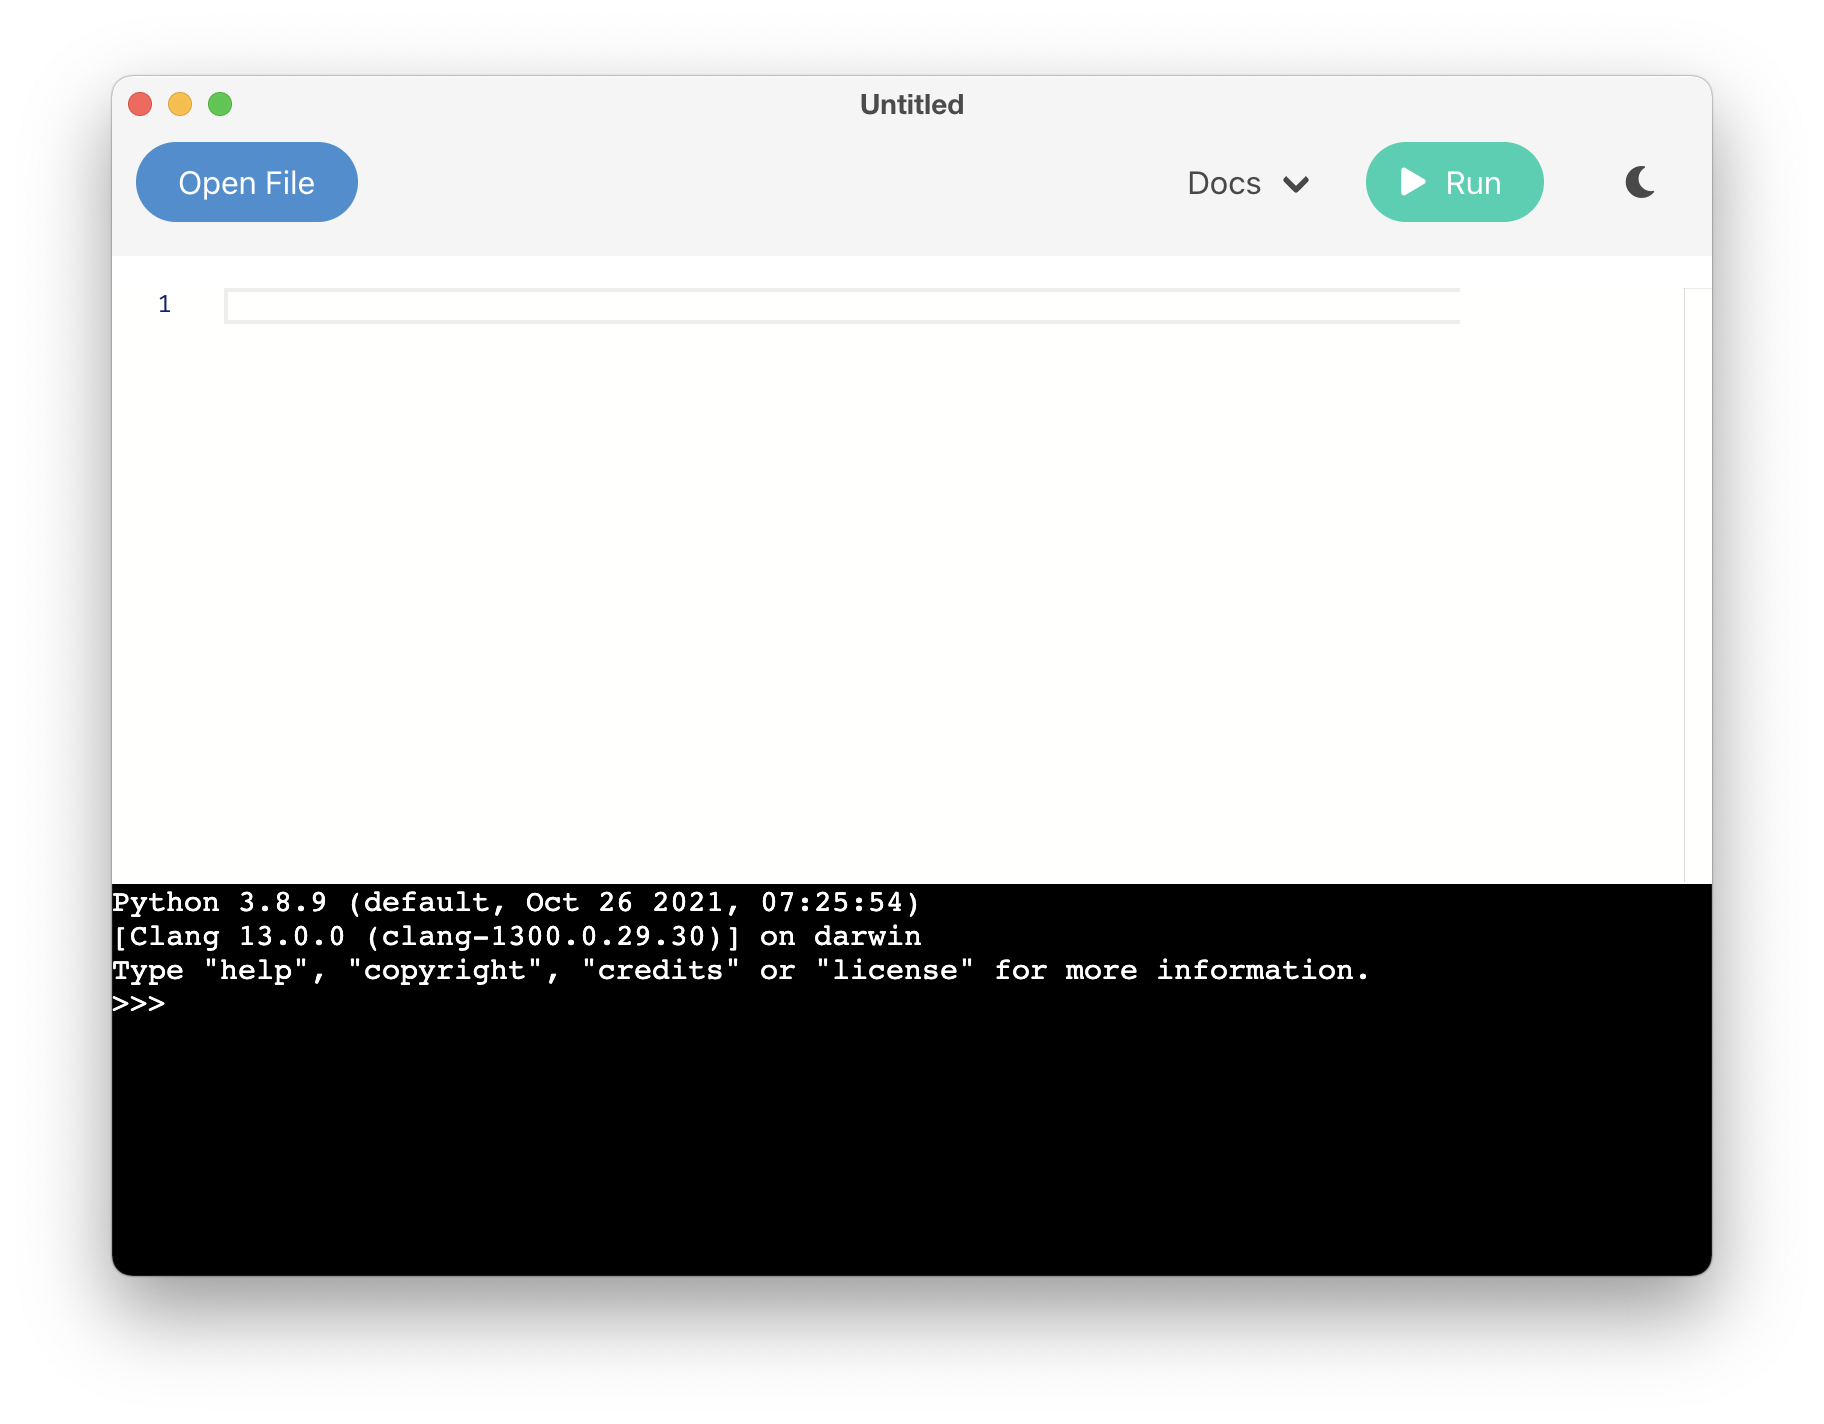 Untitled
Open File
Docs
Run
1
Python 3.8.9 (default, Oct 26 2021, 07:25:54)
[Clang 13.0.0 (clang-1300.0.29.30)] on darwin
Type "help", "copyright", "credits" or "license" for more information.
>>>